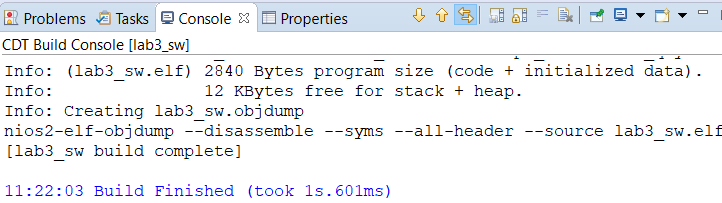 Problems Tasks Console Properties
CDT Build Console [lab3_sw]
Info: (lab3_sw.elf) 2840 Bytes program size (code + initialized data).
Info: 12 KBytes free for stack + heap.
Info: Creating lab3_sw.objdump
nios2-elf-objdump --disassemble --syms --all-header --source lab3_sw.elf
[lab3_sw build complete]
11:22:03 Build Finished (took 1s.601ms)